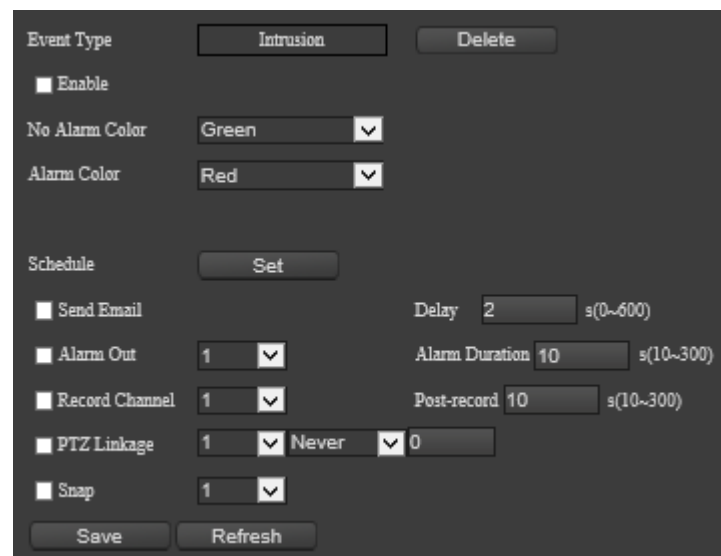 Event Type Intrusion Delete
Enable
No Alarm Color Green
Alarm Color Red
Schedule Set
Send Email Delay 2 s(0~600)
Alarm Out 1 Alarm Duration 10 s(10~300)
Record Channel 1 Post-record 10 s(10~300)
PTZ Linkage 1 Never 0
Snap 1
Save Refresh